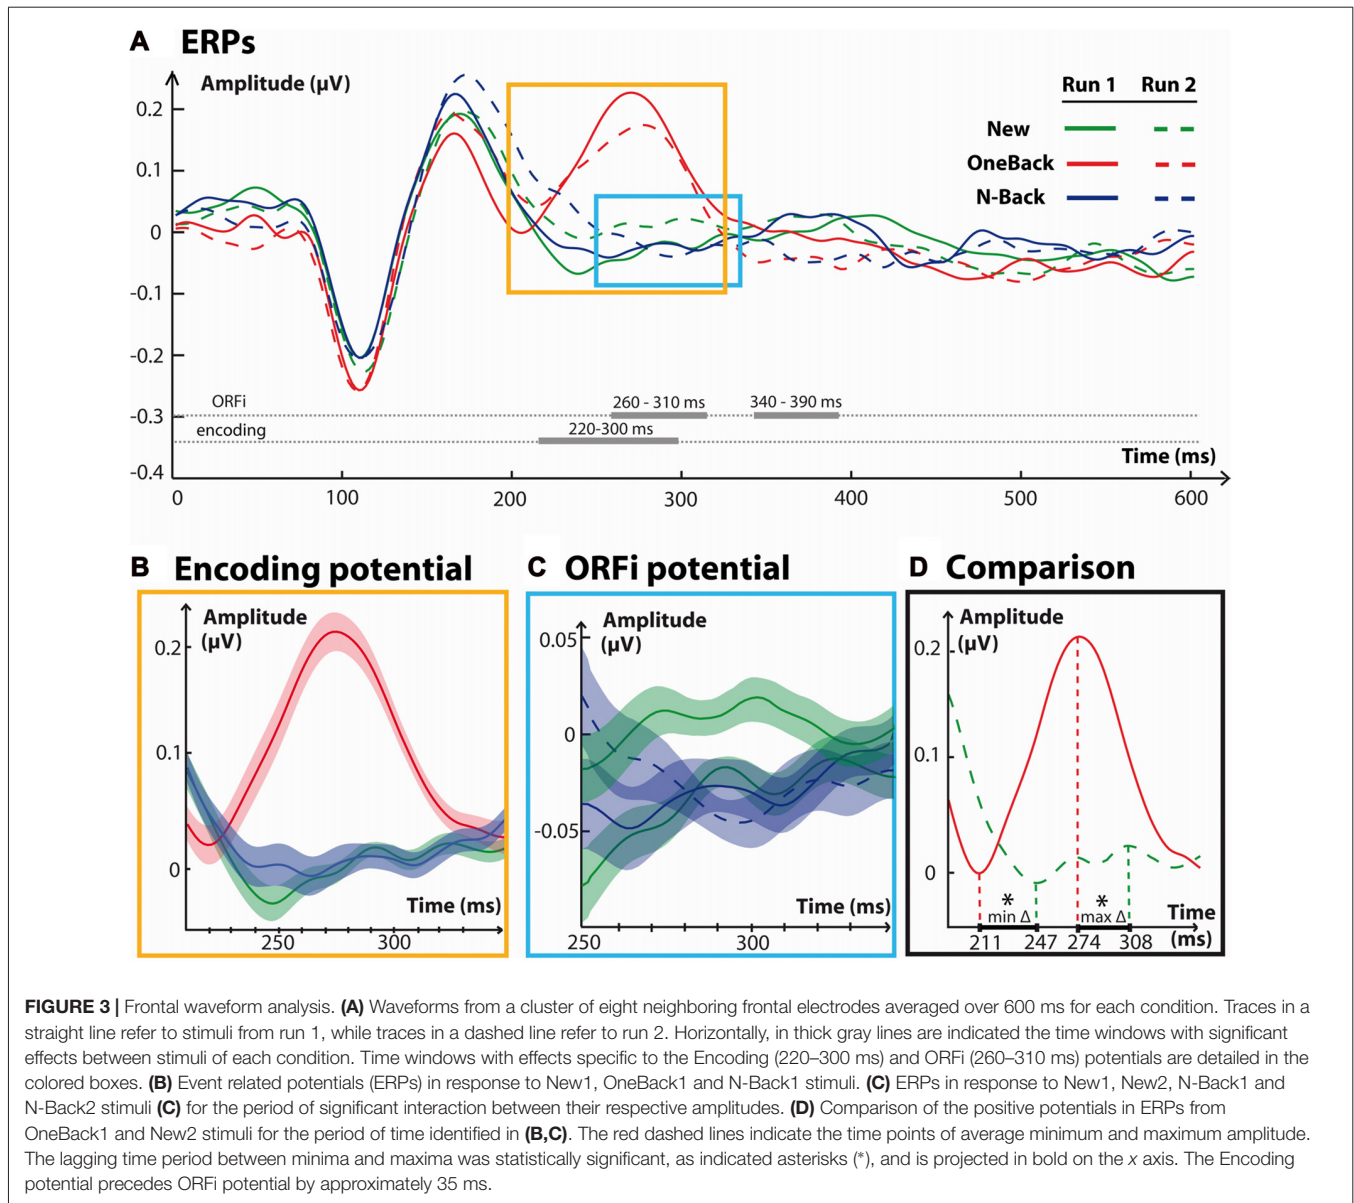 A ERPs
Amplitude (µV)
Run 1 Run 2
New
OneBack
N-Back
0.2
0.1
0
-0.1
-0.2
-0.3
-0.4
ORFi
260 - 310 ms
340 - 390 ms
encoding
220-300 ms
Time (ms)
0 100 200 300 400 500 600
B Encoding potential
Amplitude
(µV)
0.2
0.1
0
Time (ms)
250 300
C ORFi potential
Amplitude
(µV)
0.05
0
-0.05
Time (ms)
250 300
D Comparison
Amplitude
(µV)
0.2
0.1
0
* *
min Δ max Δ
Time
(ms)
211 247 274 308
FIGURE 3 | Frontal waveform analysis. (A) Waveforms from a cluster of eight neighboring frontal electrodes averaged over 600 ms for each condition. Traces in a
straight line refer to stimuli from run 1, while traces in a dashed line refer to run 2. Horizontally, in thick gray lines are indicated the time windows with significant
effects between stimuli of each condition. Time windows with effects specific to the Encoding (220–300 ms) and ORFi (260–310 ms) potentials are detailed in the
colored boxes. (B) Event related potentials (ERPs) in response to New1, OneBack1 and N-Back1 stimuli. (C) ERPs in response to New1, New2, N-Back1 and
N-Back2 stimuli (C) for the period of significant interaction between their respective amplitudes. (D) Comparison of the positive potentials in ERPs from
OneBack1 and New2 stimuli for the period of time identified in (B,C). The red dashed lines indicate the time points of average minimum and maximum amplitude.
The lagging time period between minima and maxima was statistically significant, as indicated asterisks (*), and is projected in bold on the x axis. The Encoding
potential precedes ORFi potential by approximately 35 ms.